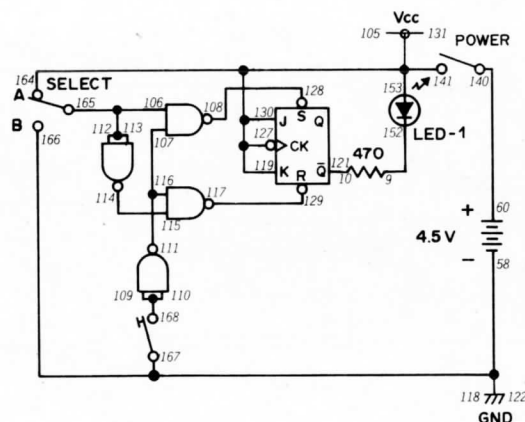 Vcc
105 131
POWER
164
A SELECT
165
B
166
106
107
108
128
S
130 J Q
127 CK
119 K Q̅ 121
R
129
153
141 140
152 LED-1
470
10 9
112 113
114
116
117
115
111
109 110
168
167
60
+
4.5V
−
58
118 122
GND